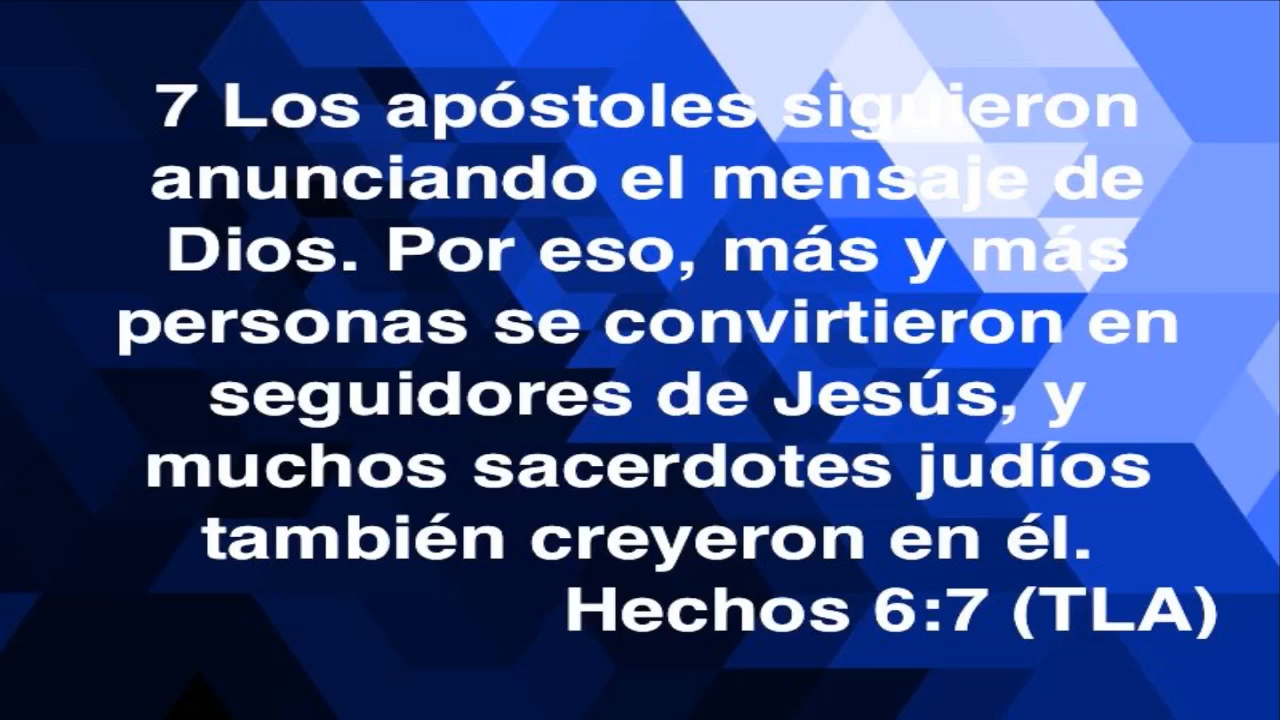 7 Los apóstoles siguieron
anunciando el mensaje de
Dios. Por eso, más y más
personas se convirtieron en
seguidores de Jesús, y
muchos sacerdotes judíos
también creyeron en él.
Hechos 6:7 (TLA)